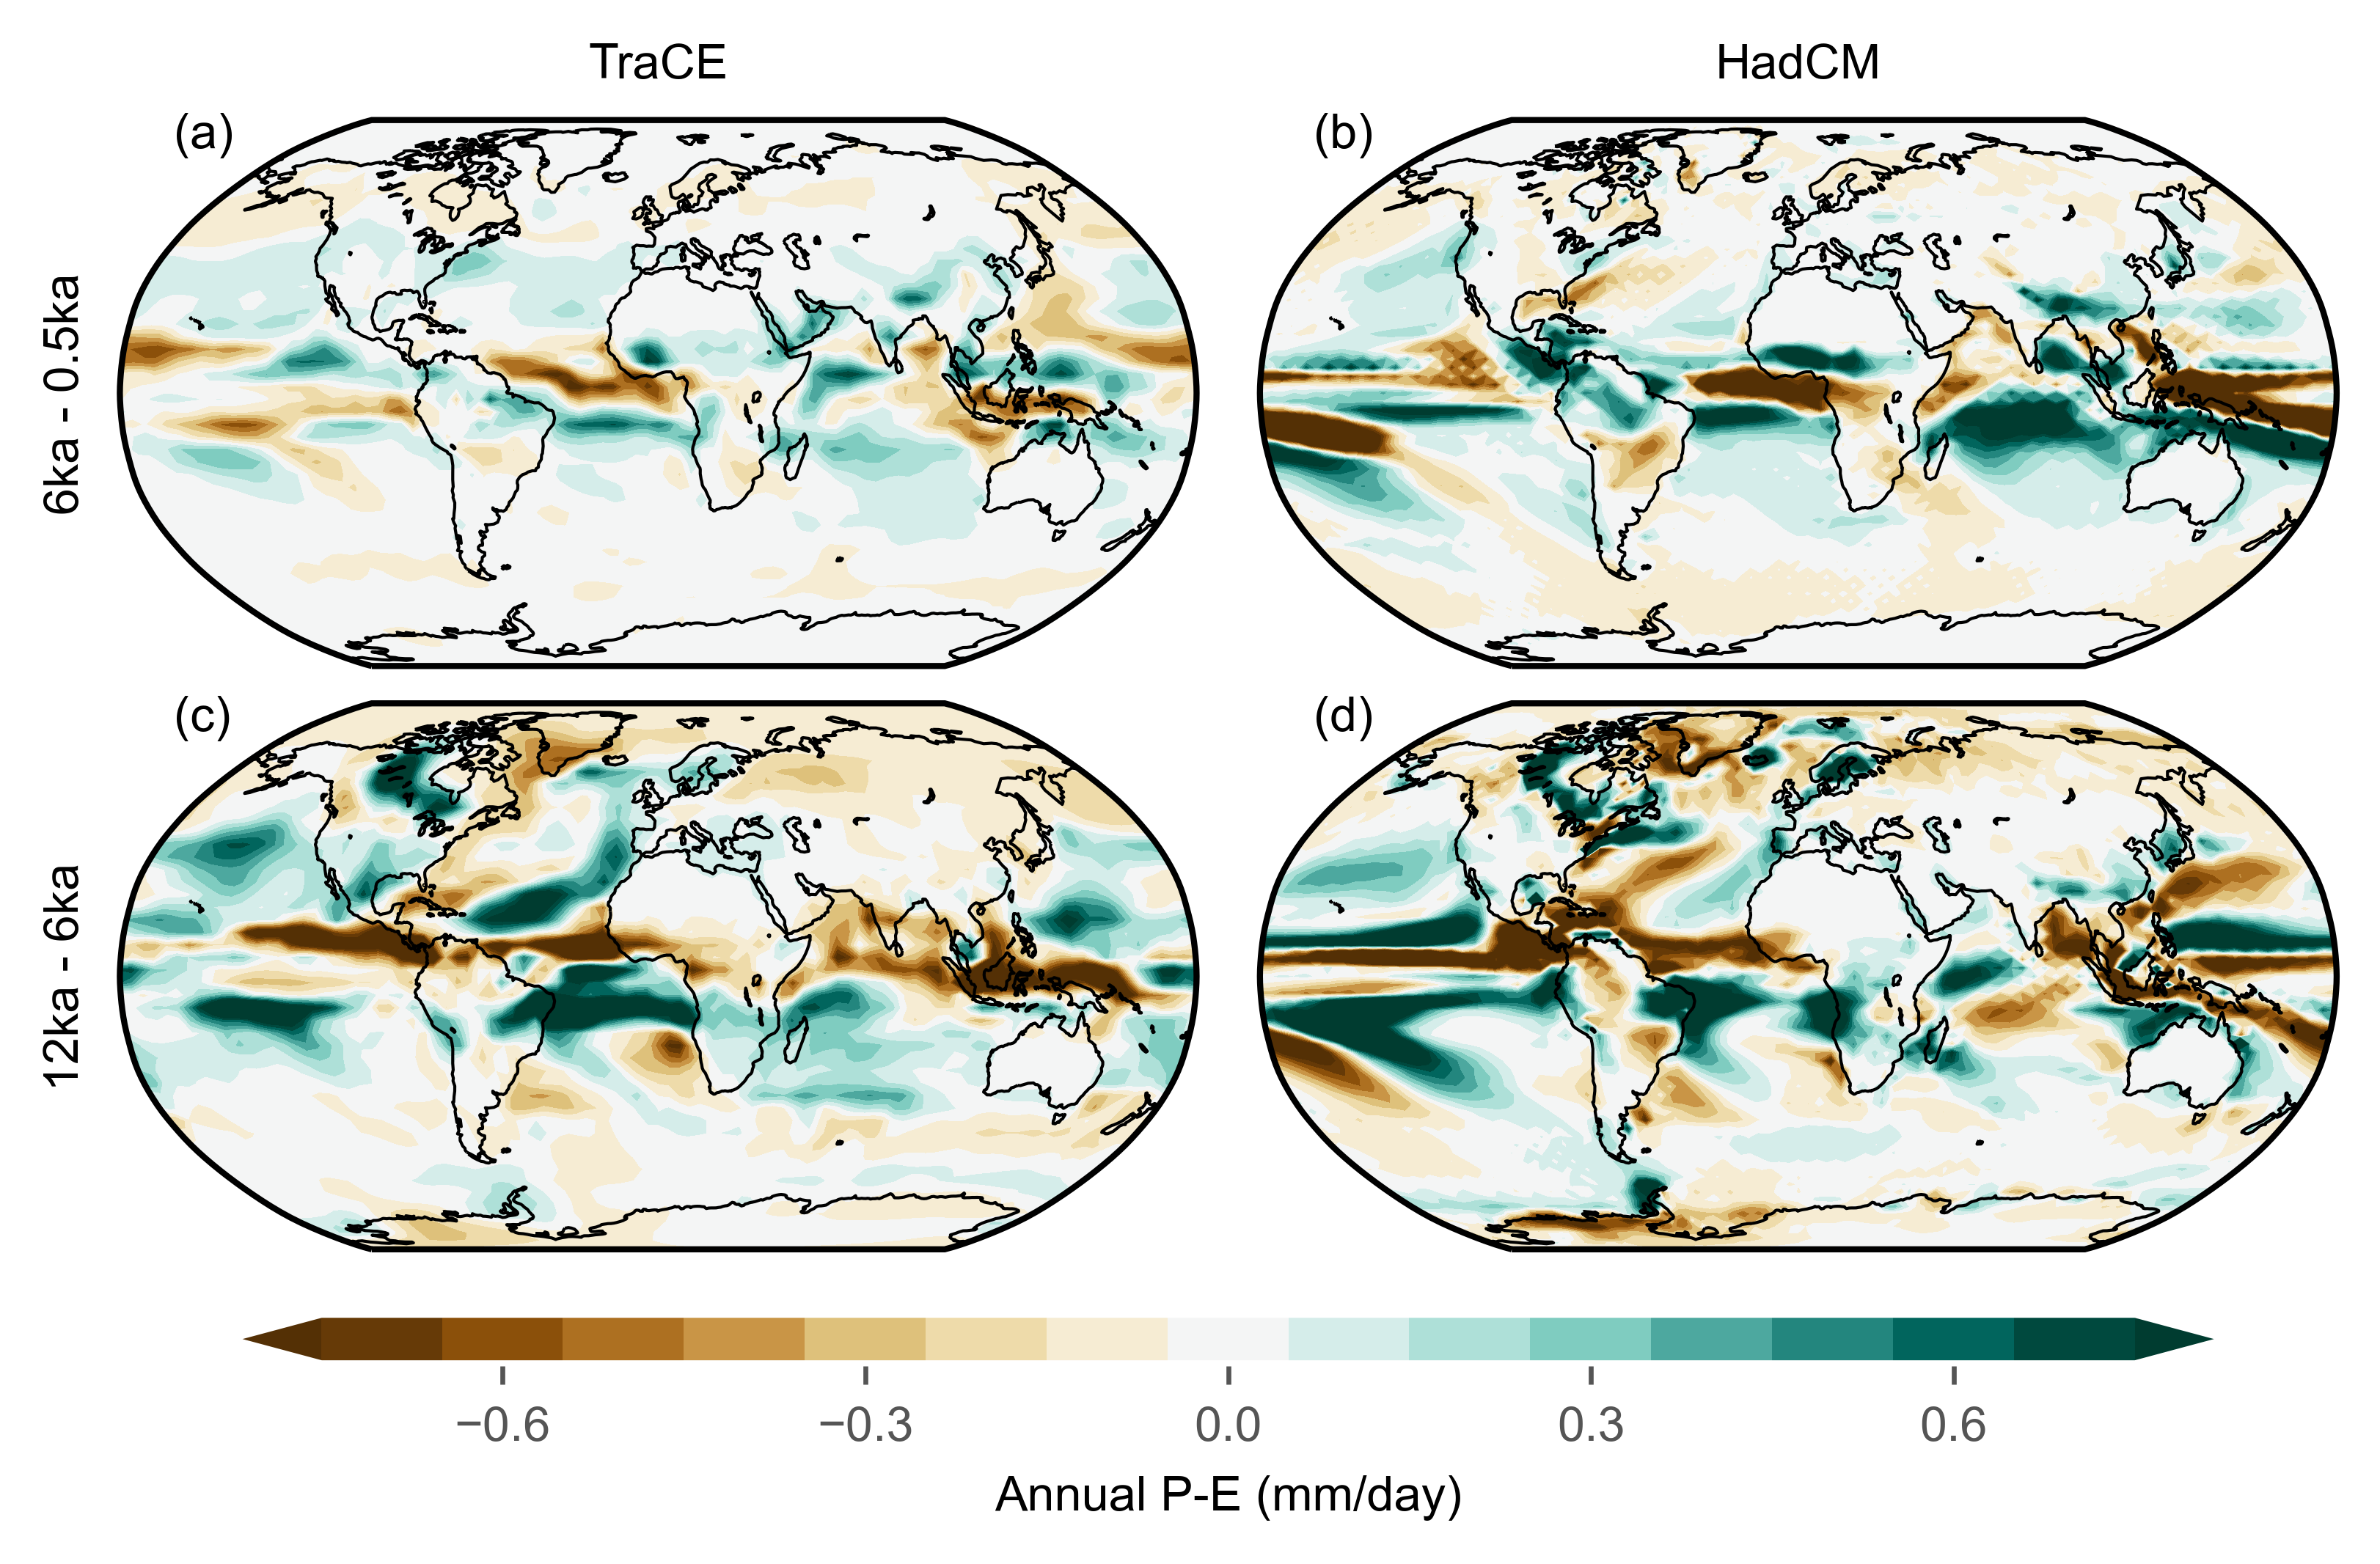 TraCE
HadCM
(a)
(b)
6ka - 0.5ka
(c)
(d)
12ka - 6ka
−0.6
−0.3
0.0
0.3
0.6
Annual P-E (mm/day)